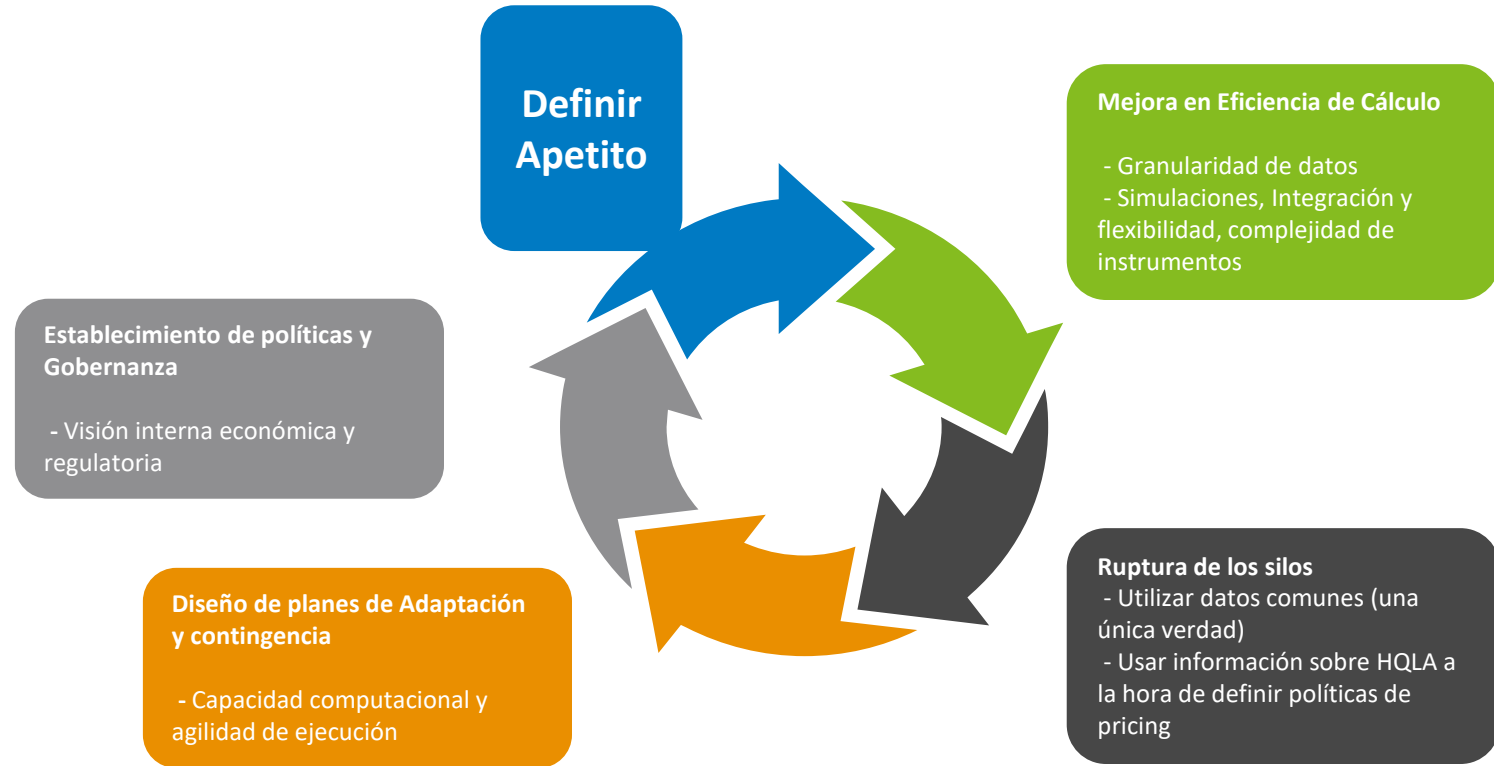 Definir
Apetito
Mejora en Eficiencia de Cálculo
- Granularidad de datos
- Simulaciones, Integración y
flexibilidad, complejidad de
instrumentos
Ruptura de los silos
- Utilizar datos comunes (una
única verdad)
- Usar información sobre HQLA a
la hora de definir políticas de
pricing
Diseño de planes de Adaptación
y contingencia
- Capacidad computacional y
agilidad de ejecución
Establecimiento de políticas y
Gobernanza
- Visión interna económica y
regulatoria